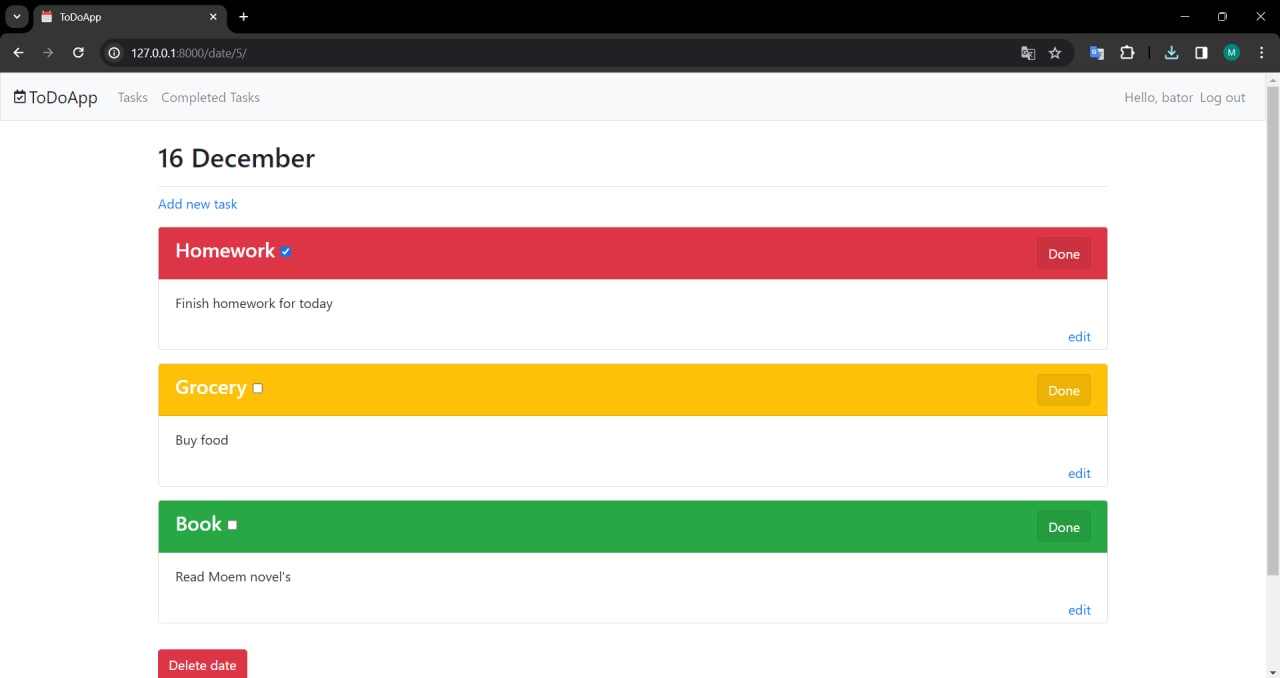 ToDoApp
127.0.0.1:8000/date/5/
M
ToDoApp Tasks Completed Tasks Hello, bator Log out
16 December
Add new task
Homework Done
Finish homework for today
edit
Grocery Done
Buy food
edit
Book Done
Read Moem novel's
edit
Delete date